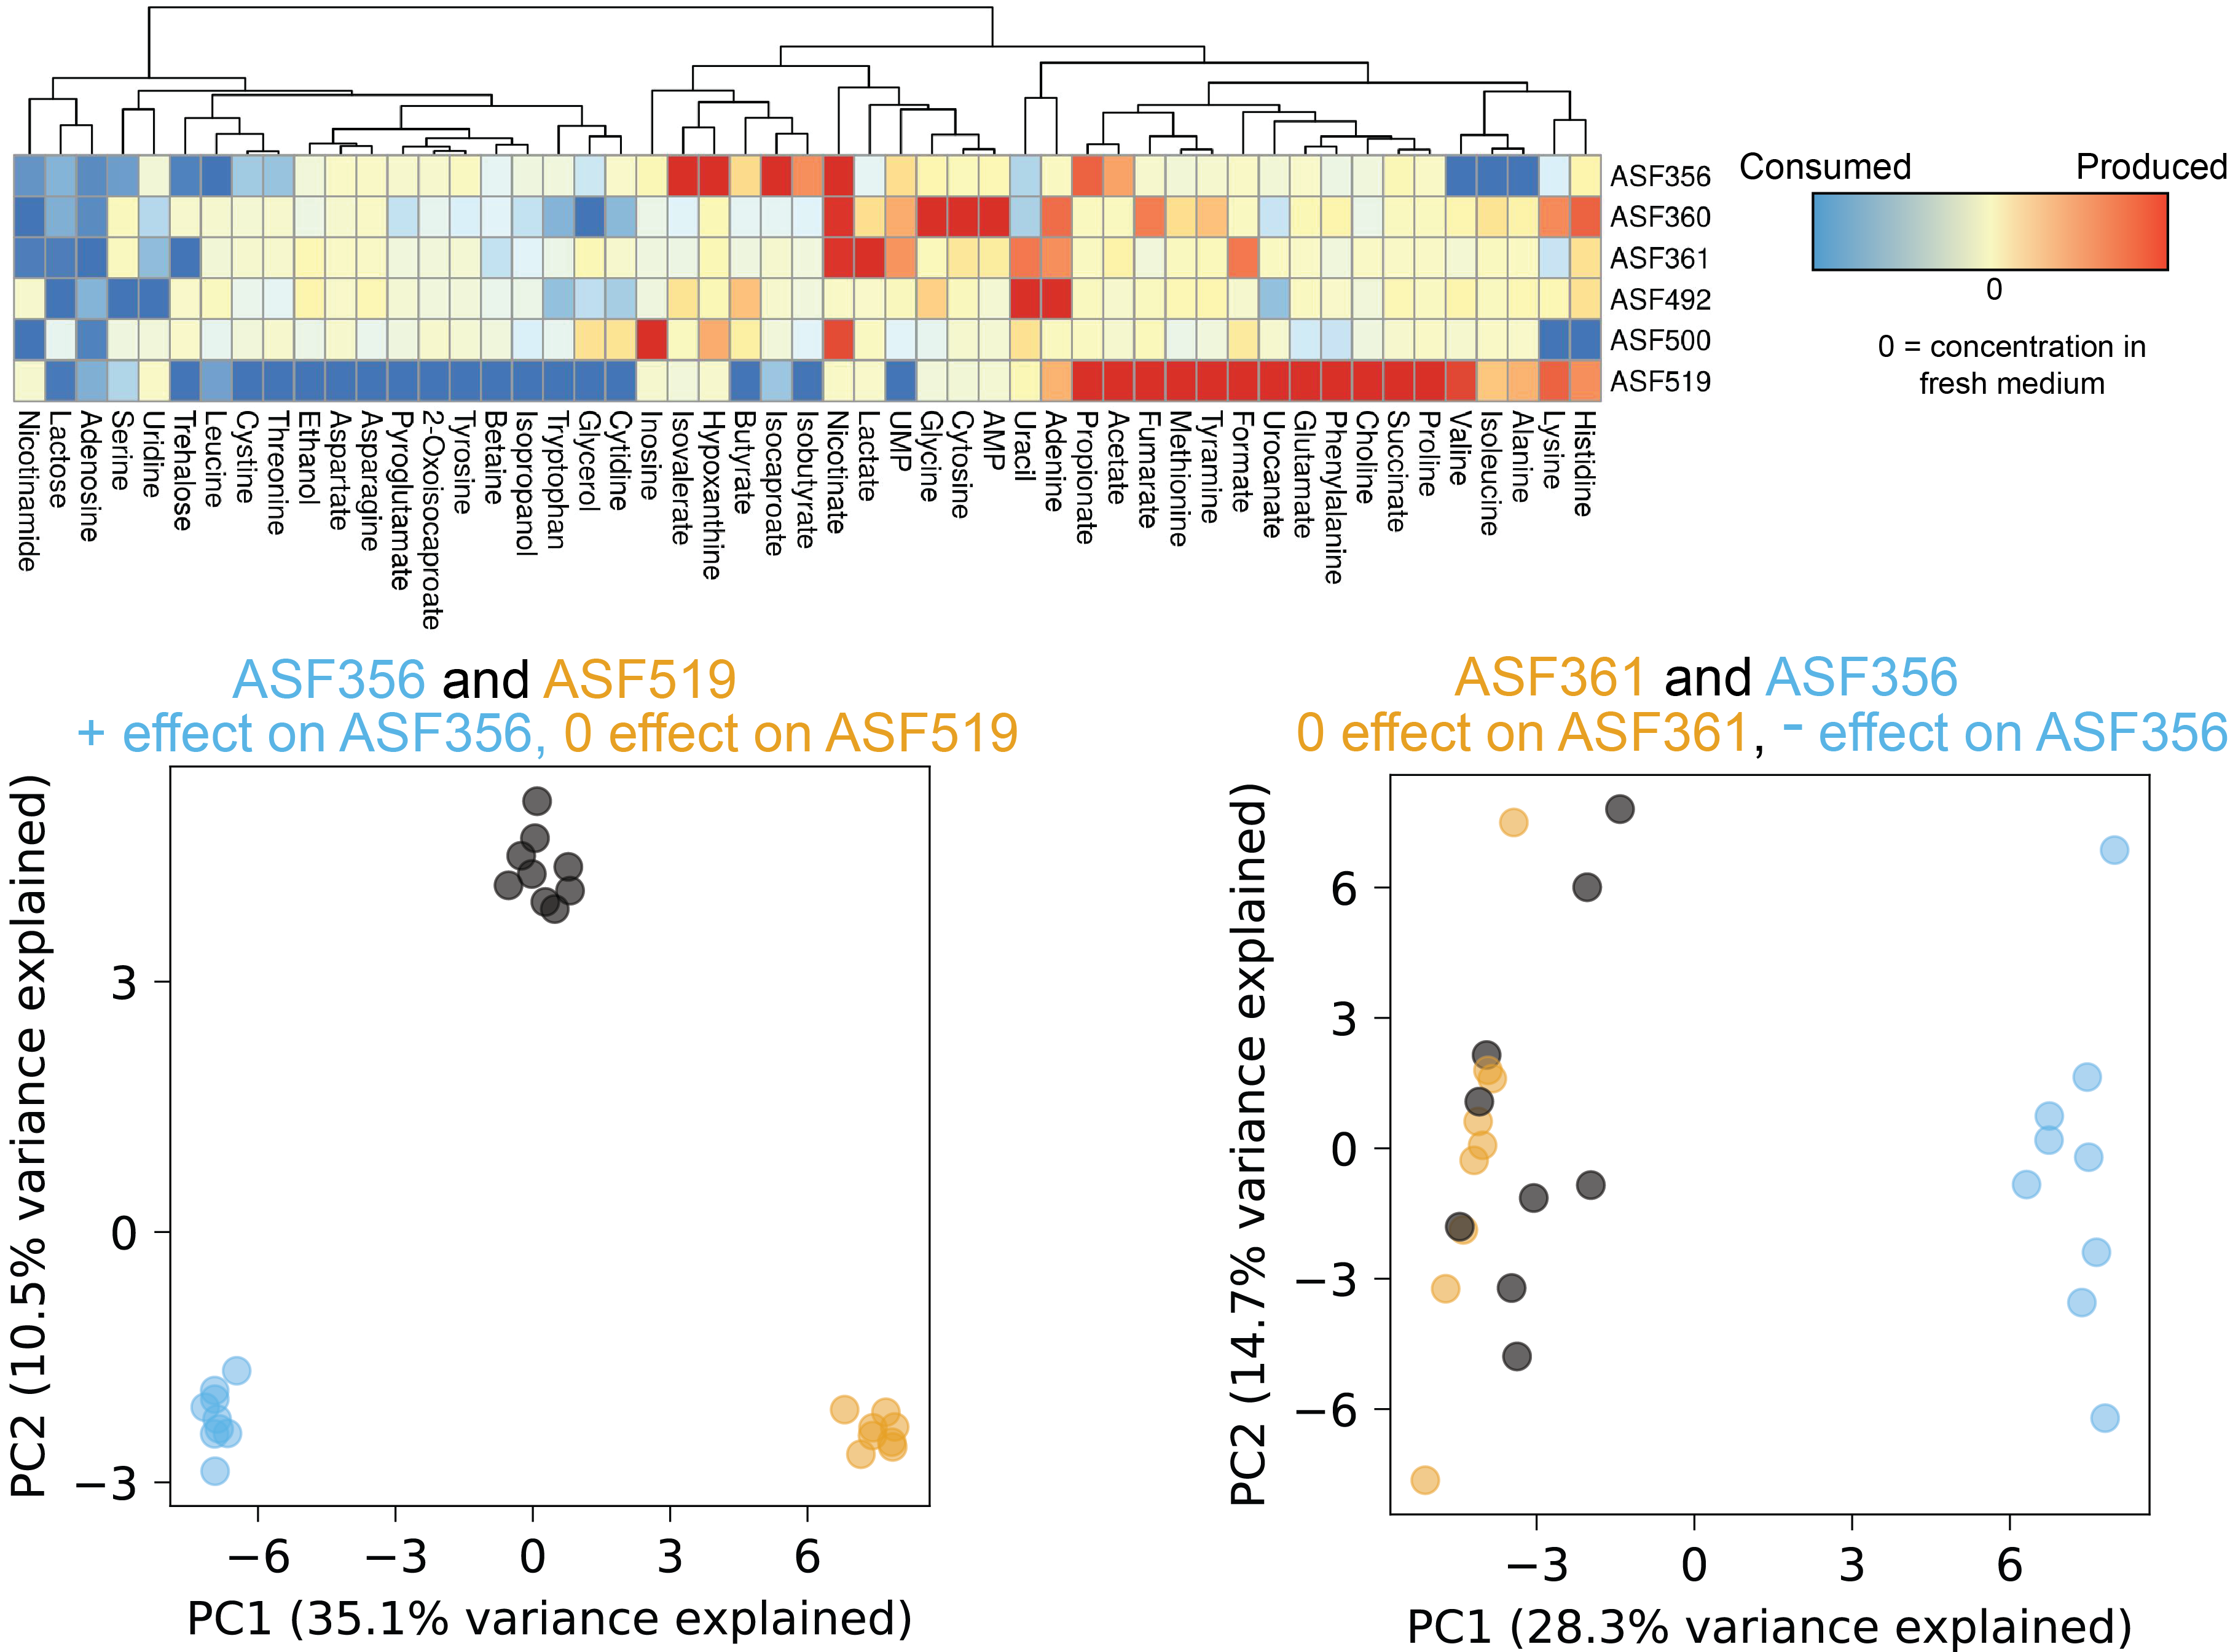 Consumed Produced
0
0 = concentration in
fresh medium
ASF356
ASF360
ASF361
ASF492
ASF500
ASF519
Nicotinamide
Lactose
Adenosine
Serine
Uridine
Trehalose
Leucine
Cystine
Threonine
Ethanol
Aspartate
Asparagine
Pyroglutamate
2-Oxoisocaproate
Tyrosine
Betaine
Isopropanol
Tryptophan
Glycerol
Cytidine
Inosine
Isovalerate
Hypoxanthine
Butyrate
Isocaproate
Isobutyrate
Nicotinate
Lactate
UMP
Glycine
Cytosine
AMP
Uracil
Adenine
Propionate
Acetate
Fumarate
Methionine
Tyramine
Formate
Urocanate
Glutamate
Phenylalanine
Choline
Succinate
Proline
Valine
Isoleucine
Alanine
Lysine
Histidine
ASF356 and ASF519
+ effect on ASF356, 0 effect on ASF519
PC2 (10.5% variance explained)
3
0
−3
−6 −3 0 3 6
PC1 (35.1% variance explained)
ASF361 and ASF356
0 effect on ASF361, - effect on ASF356
PC2 (14.7% variance explained)
6
3
0
−3
−6
−3 0 3 6
PC1 (28.3% variance explained)